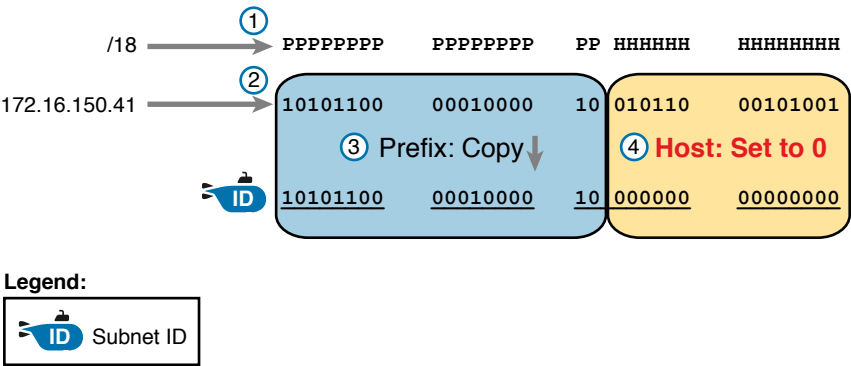 1
/18 PPPPPPPP PPPPPPPP PP HHHHHH HHHHHHHH
2
172.16.150.41 10101100 00010000 10 010110 00101001
3 Prefix: Copy 4 Host: Set to 0
ID 10101100 00010000 10 000000 00000000
Legend:
ID Subnet ID